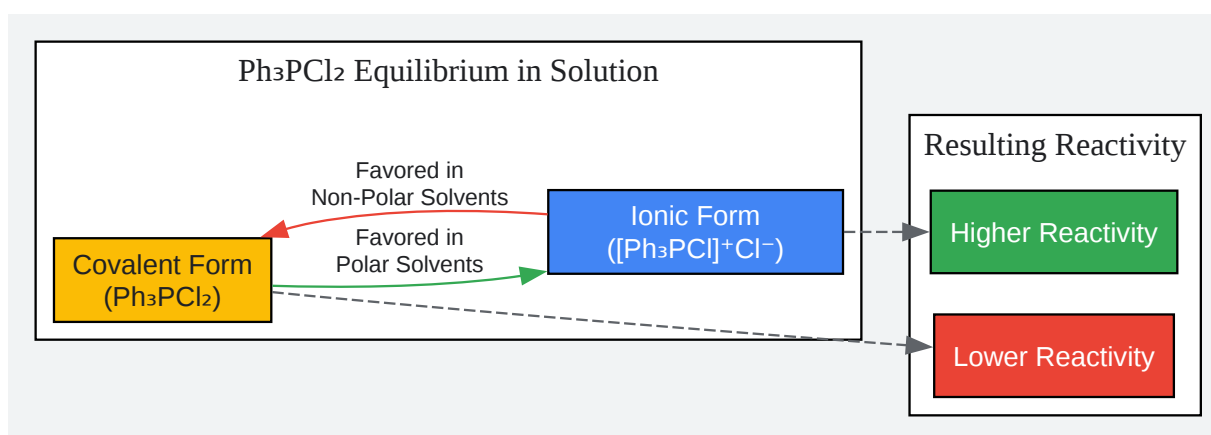 Ph₃PCl₂ Equilibrium in Solution
Favored in
Non-Polar Solvents
Favored in
Polar Solvents
Covalent Form
(Ph₃PCl₂)
Ionic Form
([Ph₃PCl]⁺Cl⁻)
Resulting Reactivity
Higher Reactivity
Lower Reactivity